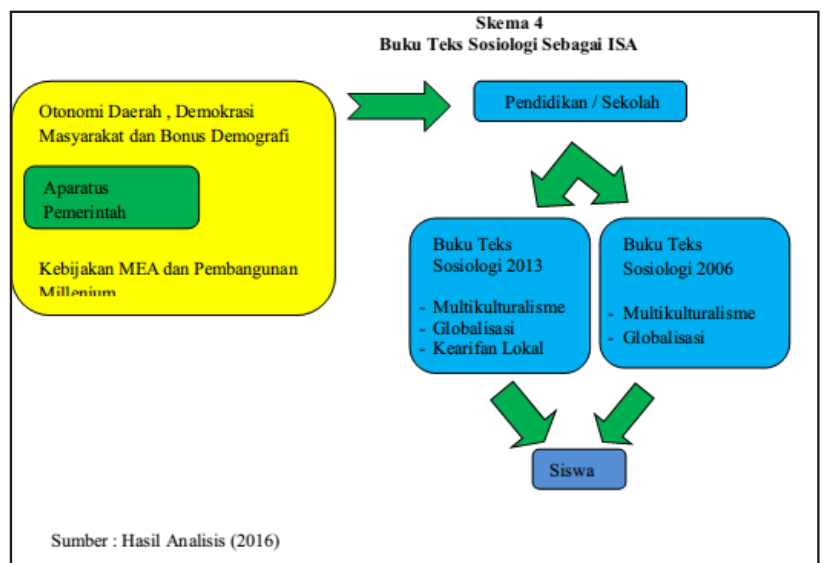 Skema 4
Buku Teks Sosiologi Sebagai ISA
Otonomi Daerah , Demokrasi
Masyarakat dan Bonus Demografi
Aparatus
Pemerintah
Kebijakan MEA dan Pembangunan
Millenium
Pendidikan / Sekolah
Buku Teks
Sosiologi 2013
- Multikulturalisme
- Globalisasi
- Kearifan Lokal
Buku Teks
Sosiologi 2006
- Multikulturalisme
- Globalisasi
Siswa
Sumber : Hasil Analisis (2016)